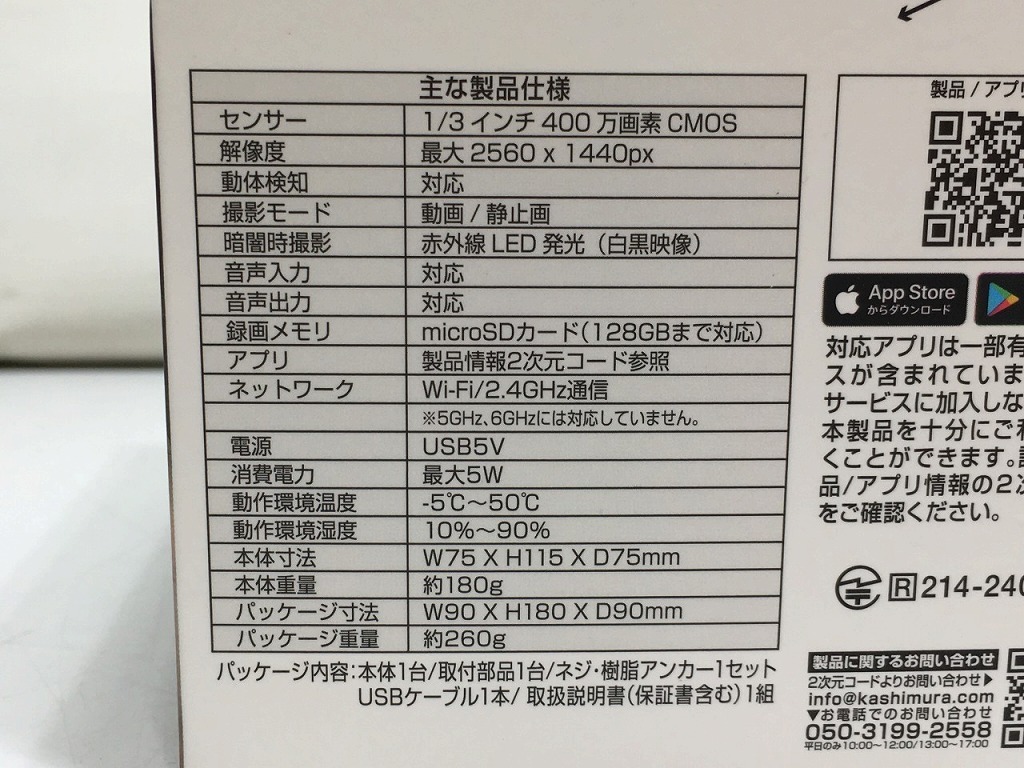 主な製品仕様
センサー 1/3 インチ 400 万画素 CMOS
解像度 最大 2560 x 1440px
動体検知 対応
撮影モード 動画 / 静止画
暗闇時撮影 赤外線 LED 発光（白黒映像）
音声入力 対応
音声出力 対応
録画メモリ microSDカード(128GBまで対応)
アプリ 製品情報2次元コード参照
ネットワーク Wi-Fi/2.4GHz通信
※5GHz、6GHzには対応していません。
電源 USB5V
消費電力 最大5W
動作環境温度 -5℃～50℃
動作環境湿度 10%～90%
本体寸法 W75 X H115 X D75mm
本体重量 約180g
パッケージ寸法 W90 X H180 X D90mm
パッケージ重量 約260g
パッケージ内容:本体1台/取付部品1台/ネジ・樹脂アンカー1セット
USBケーブル1本/ 取扱説明書(保証書含む)1組
製品 / アプリ
App Store
からダウンロード
対応アプリは一部有
スが含まれていま
サービスに加入しな
本製品を十分にご利
くことができます。
品/アプリ情報の2次
をご確認ください。
R 214-240
製品に関するお問い合わせ
2次元コードよりお問い合わせ▶
info@kashimura.com
▼お電話でのお問い合わせ
050-3199-2558
平日のみ10:00～12:00/13:00～17:00